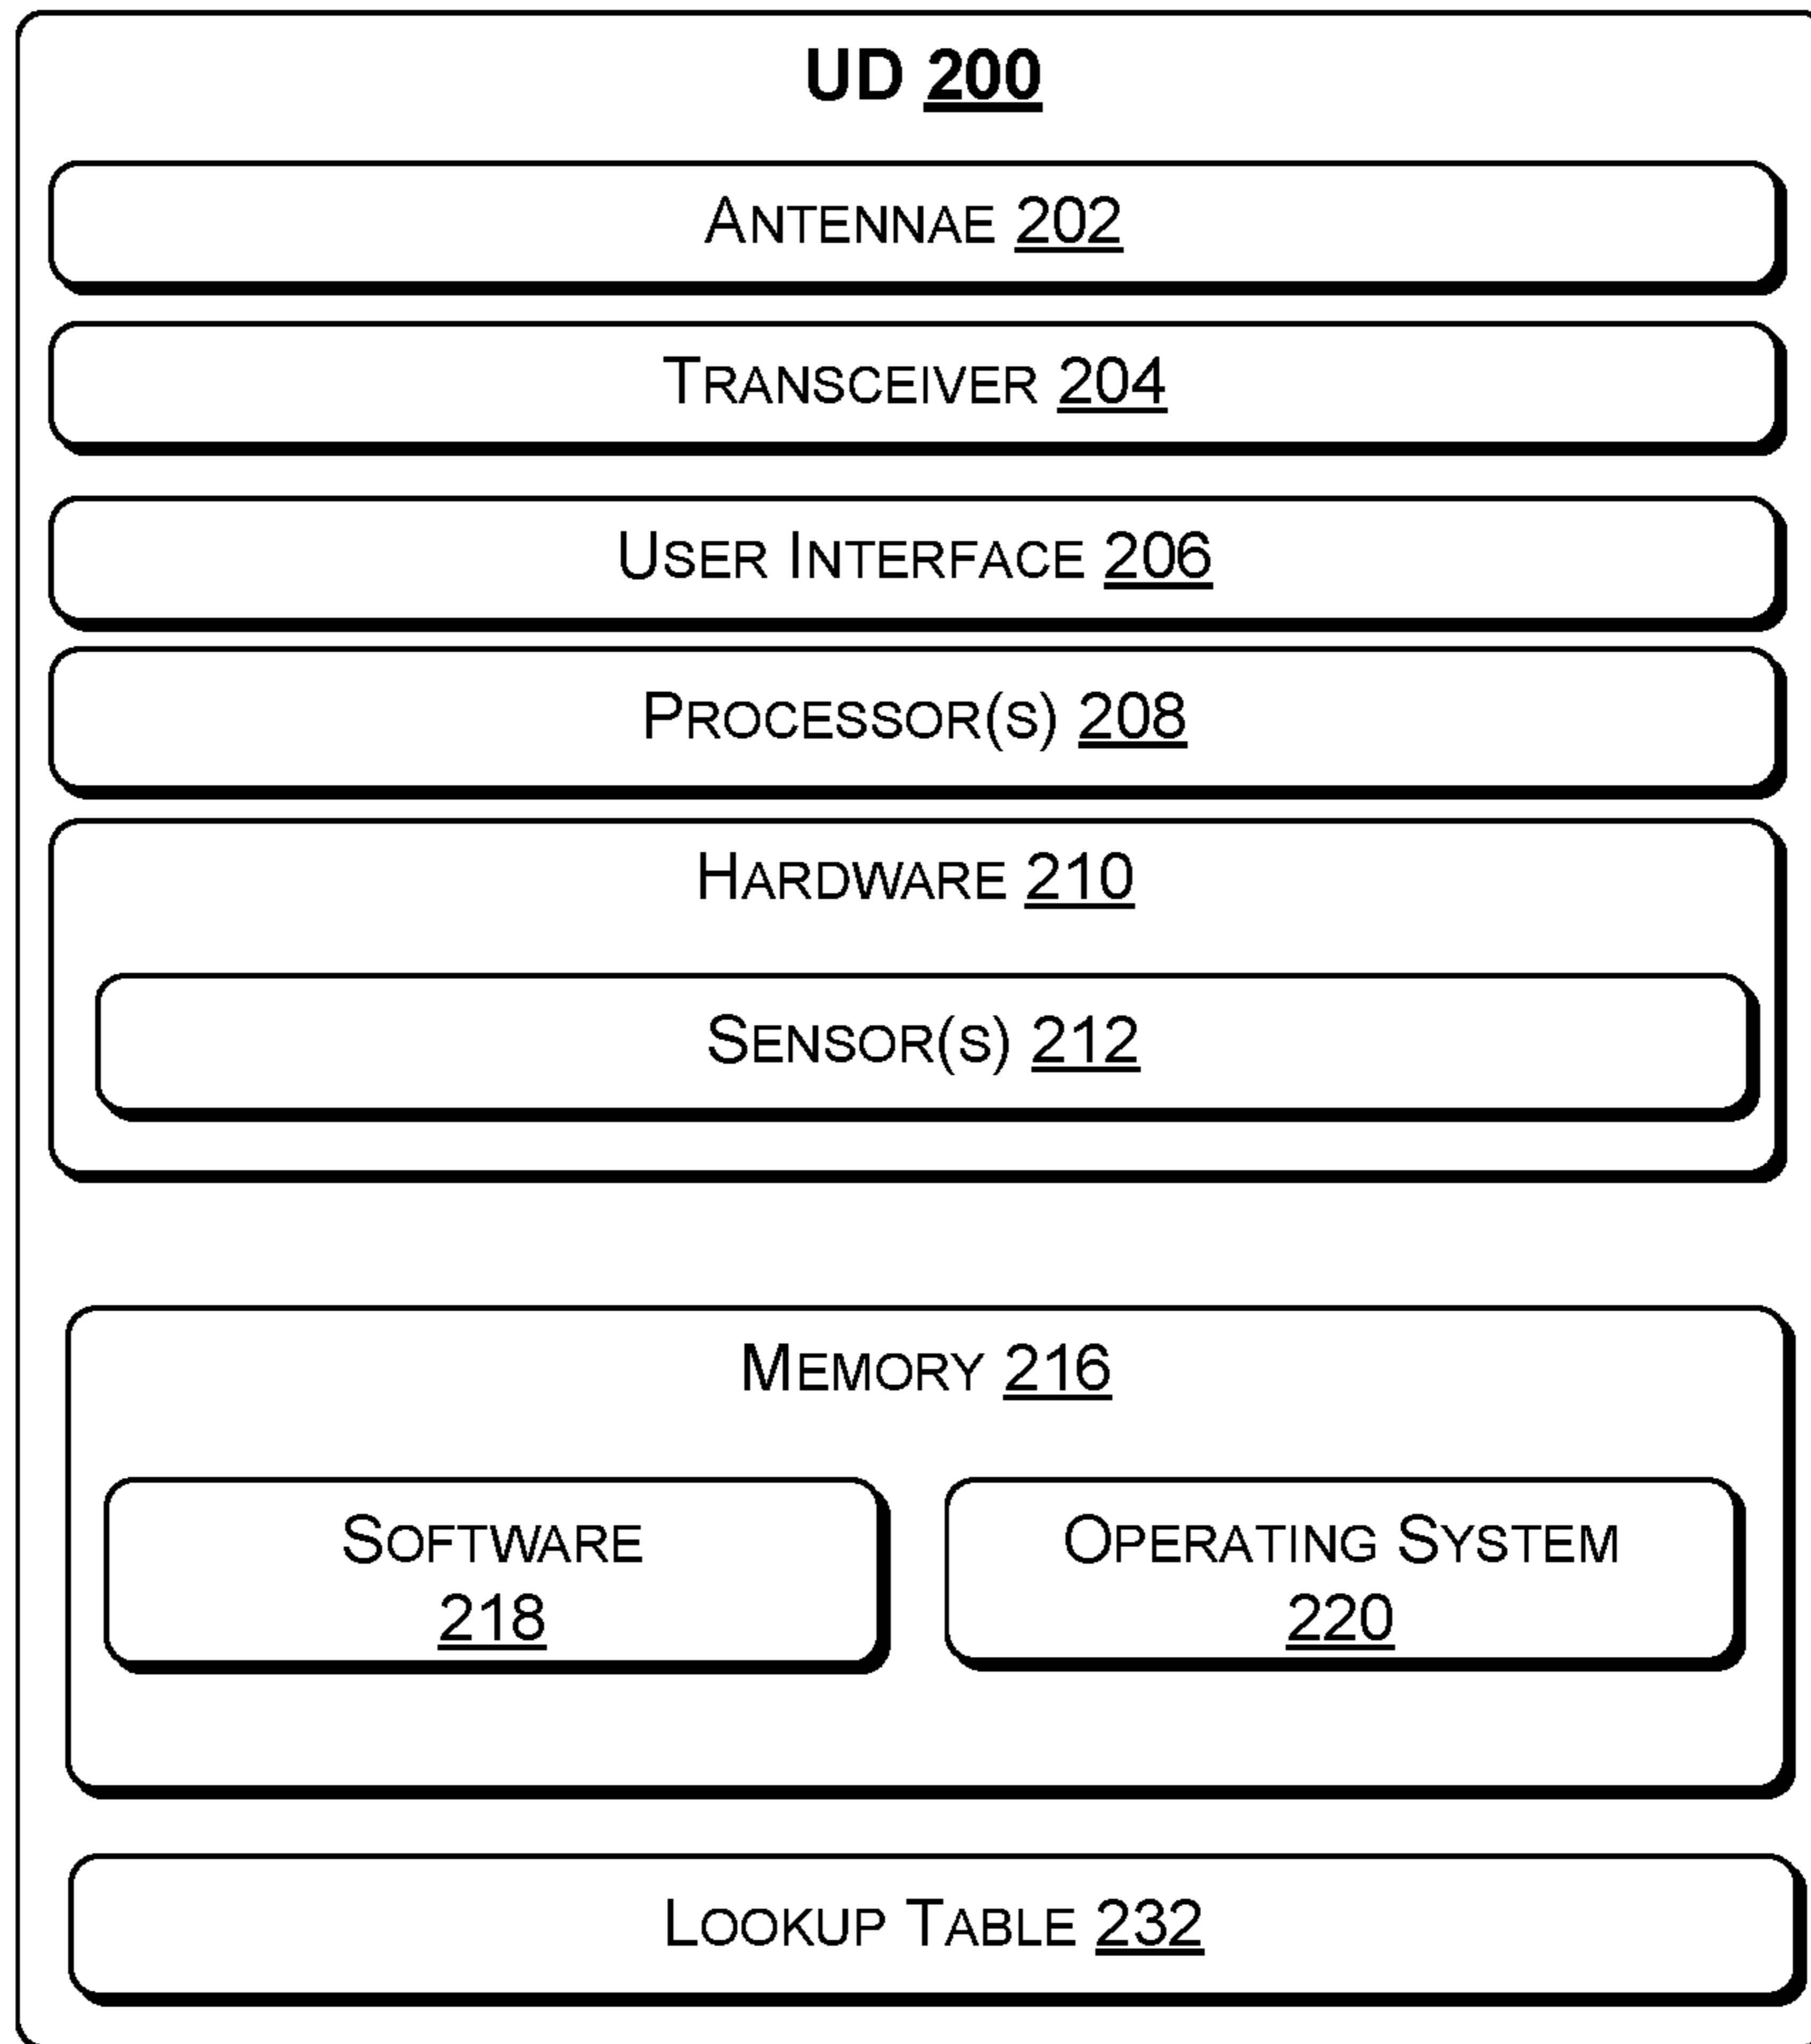 UD 200
ANTENNAE 202
TRANSCEIVER 204
USER INTERFACE 206
PROCESSOR(S) 208
HARDWARE 210
SENSOR(S) 212
MEMORY 216
SOFTWARE
218
OPERATING SYSTEM
220
LOOKUP TABLE 232